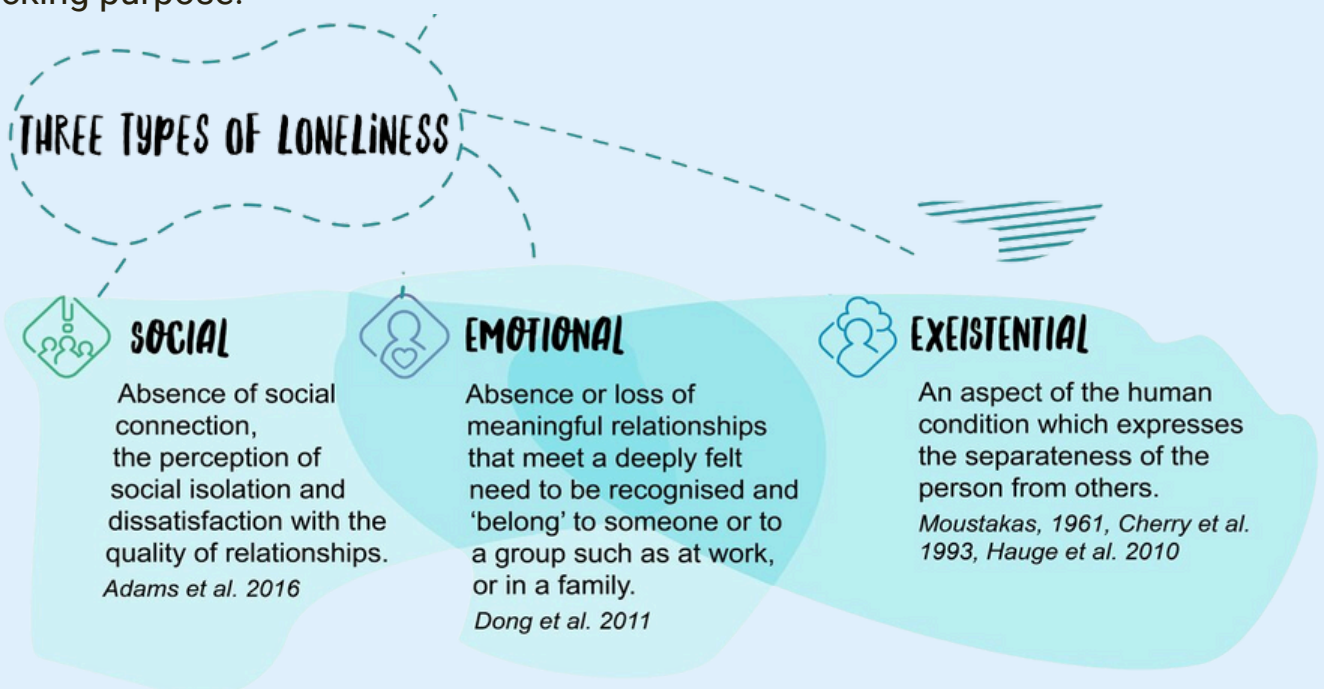 cking purpose.
THREE TYPES OF LONELINESS
SOCIAL
Absence of social
connection,
the perception of
social isolation and
dissatisfaction with the
quality of relationships.
Adams et al. 2016
EMOTIONAL
Absence or loss of
meaningful relationships
that meet a deeply felt
need to be recognised and
‘belong’ to someone or to
a group such as at work,
or in a family.
Dong et al. 2011
EXEISTENTIAL
An aspect of the human
condition which expresses
the separateness of the
person from others.
Moustakas, 1961, Cherry et al.
1993, Hauge et al. 2010